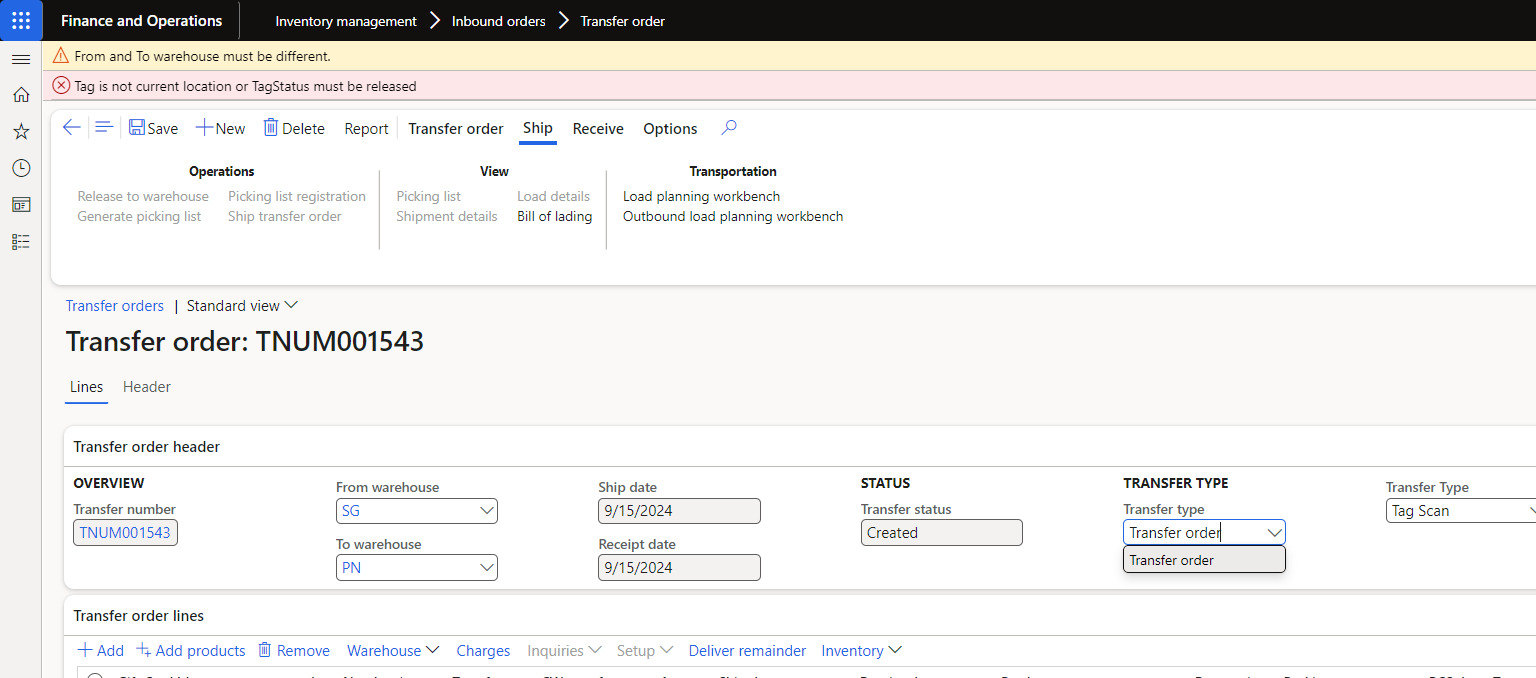 Finance and Operations
Inventory management > Inbound orders > Transfer order
From and To warehouse must be different.
Tag is not current location or TagStatus must be released
Save New Delete Report Transfer order Ship Receive Options
Operations View Transportation
Release to warehouse Picking list registration Picking list Load details Load planning workbench
Generate picking list Ship transfer order Shipment details Bill of lading Outbound load planning workbench
Transfer orders | Standard view
Transfer order: TNUM001543
Lines Header
Transfer order header
OVERVIEW
Transfer number
TNUM001543
From warehouse
SG
To warehouse
PN
Ship date
9/15/2024
Receipt date
9/15/2024
STATUS
Transfer status
Created
TRANSFER TYPE
Transfer type
Transfer order
Transfer order
Transfer Type
Tag Scan
Transfer order lines
Add Add products Remove Warehouse Charges Inquiries Setup Deliver remainder Inventory